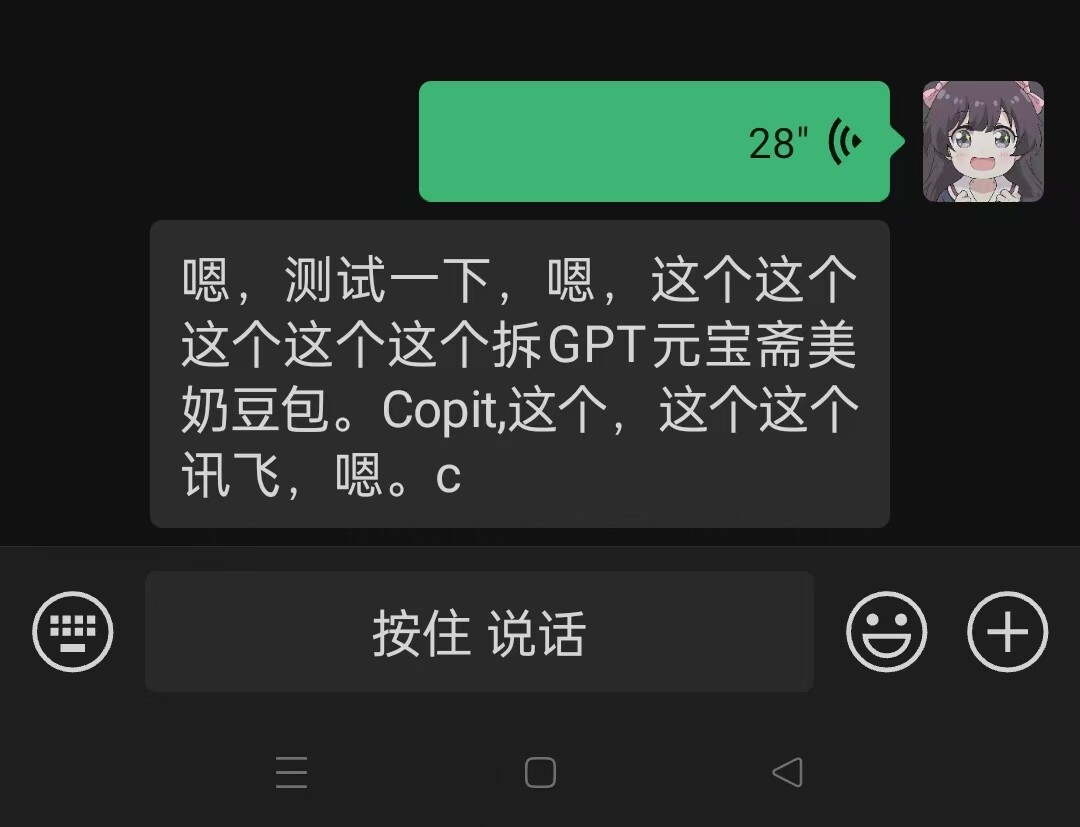 28"
嗯，测试一下，嗯，这个这个
这个这个这个拆GPT元宝斋美
奶豆包。Copit,这个，这个这个
讯飞，嗯。c
按住 说话